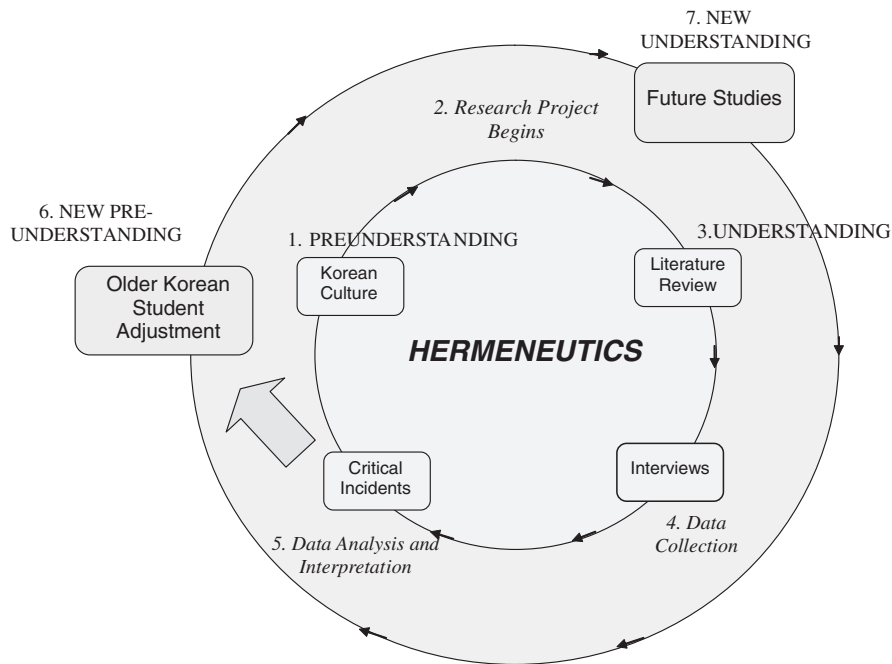 7. NEW
UNDERSTANDING
Future Studies
2. Research Project
Begins
6. NEW PRE-
UNDERSTANDING
Older Korean
Student
Adjustment
1. PREUNDERSTANDING
Korean
Culture
3.UNDERSTANDING
Literature
Review
HERMENEUTICS
Critical
Incidents
Interviews
4. Data
Collection
5. Data Analysis and
Interpretation